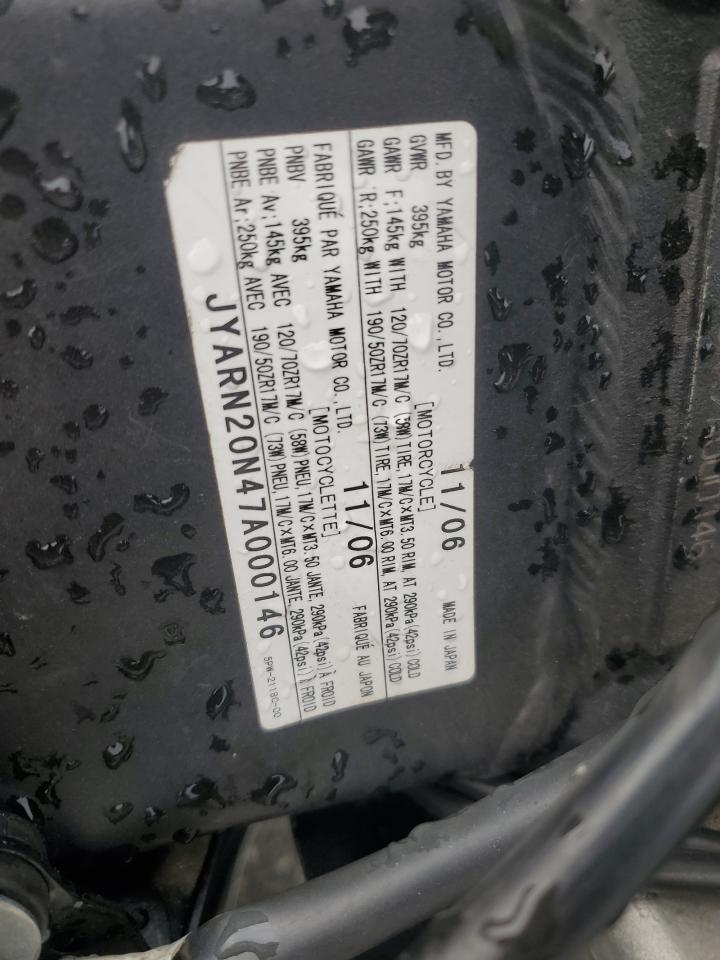 MFD. BY YAMAHA MOTOR CO.,LTD. 11/06 MADE IN JAPAN
GVWR 395kg [MOTORCYCLE]
GAWR F;145kg WITH 120/70ZR17M/C (58W)TIRE,17M/C×MT3.50 RIM, AT 290kPa(42psi)COLD
GAWR R;250kg WITH 190/50ZR17M/C (73W)TIRE,17M/C×MT6.00 RIM, AT 290kPa(42psi)COLD
FABRIQUÉ PAR YAMAHA MOTOR CO.,LTD. 11/06 FABRIQUÉ AU JAPON
PNBV 395kg [MOTOCYCLETTE]
PNBE Av;145kg AVEC 120/70ZR17M/C (58W)PNEU,17M/C×MT3.50 JANTE, 290kPa(42psi)À FROID
PNBE Ar;250kg AVEC 190/50ZR17M/C (73W)PNEU,17M/C×MT6.00 JANTE, 290kPa(42psi)À FROID
JYARN20N47A000146
5PW-2118C-00